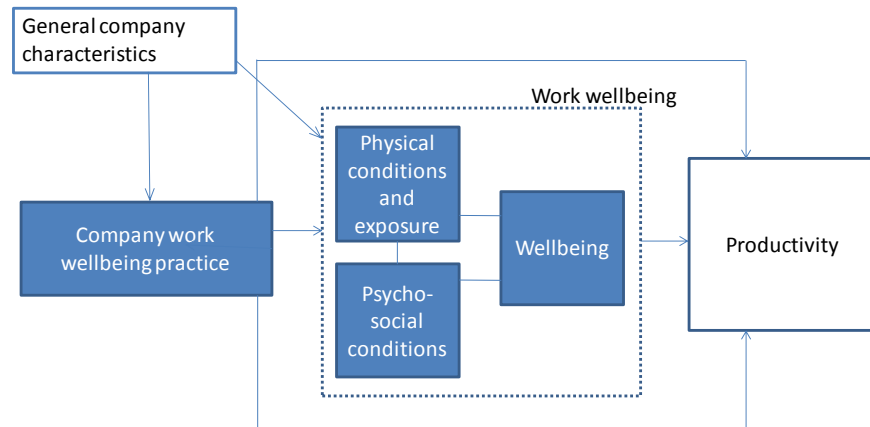 General company
characteristics
Work wellbeing
Physical
conditions
and
exposure
Company work
wellbeing practice
Wellbeing
Productivity
Psycho-
social
conditions